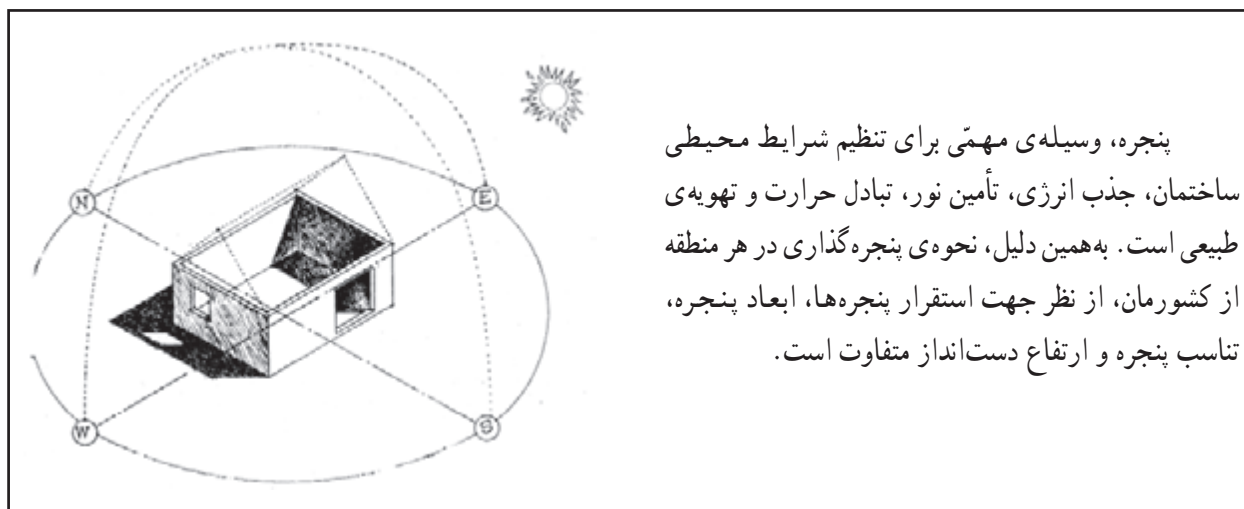 پنجره، وسیله‌ی مهمّی برای تنظیم شرایط محیطی
ساختمان، جذب انرژی، تأمین نور، تبادل حرارت و تهویه‌ی
طبیعی است. به‌همین دلیل، نحوه‌ی پنجره‌گذاری در هر منطقه
از کشورمان، از نظر جهت استقرار پنجره‌ها، ابعاد پنجره،
تناسب پنجره و ارتفاع دست‌انداز متفاوت است.
N
E
W
S